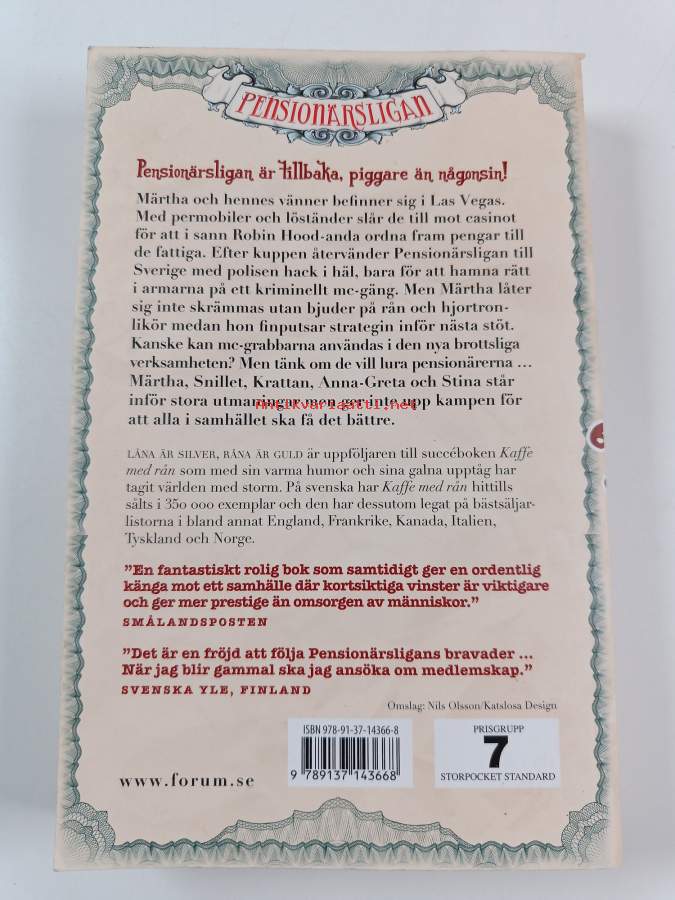 PENSIONÄRSLIGAN
Pensionärsligan är tillbaka, piggare än någonsin!
Märtha och hennes vänner befinner sig i Las Vegas.
Med permobiler och löständer slår de till mot casinot
för att i sann Robin Hood-anda ordna fram pengar till
de fattiga. Efter kuppen återvänder Pensionärsligan till
Sverige med polisen hack i häl, bara för att hamna rätt
i armarna på ett kriminellt mc-gäng. Men Märtha låter
sig inte skrämmas utan bjuder på rån och hjortron-
likör medan hon finputsar strategin inför nästa stöt.
Kanske kan mc-grabbarna användas i den nya brottsliga
verksamheten? Men tänk om de vill lura pensionärerna ...
Märtha, Snillet, Krattan, Anna-Greta och Stina står
inför stora utmaningar men ger inte upp kampen för
Antikvariaatti.net
att alla i samhället ska få det bättre.
LÅNA ÄR SILVER, RÅNA ÄR GULD är uppföljaren till succéboken Kaffe
med rån som med sin varma humor och sina galna upptåg har
tagit världen med storm. På svenska har Kaffe med rån hittills
sålts i 350 000 exemplar och den har dessutom legat på bästsäljar-
listorna i bland annat England, Frankrike, Kanada, Italien,
Tyskland och Norge.
"En fantastiskt rolig bok som samtidigt ger en ordentlig
känga mot ett samhälle där kortsiktiga vinster är viktigare
och ger mer prestige än omsorgen av människor."
SMÅLANDSPOSTEN
"Det är en fröjd att följa Pensionärsligans bravader ...
När jag blir gammal ska jag ansöka om medlemskap."
SVENSKA YLE, FINLAND
Omslag: Nils Olsson/Katslosa Design
ISBN 978-91-37-14366-8
9 789137 143668
PRISGRUPP
7
STORPOCKET STANDARD
www.forum.se